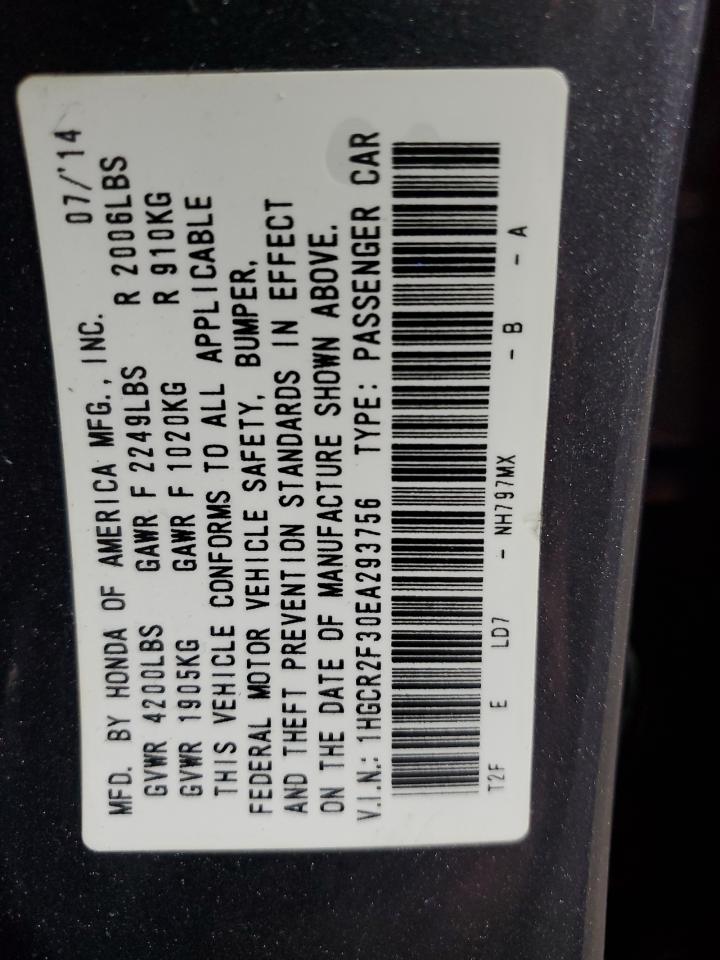 MFD. BY HONDA OF AMERICA MFG., INC. 07/'14
GVWR 4200LBS GAWR F 2249LBS R 2006LBS
GVWR 1905KG GAWR F 1020KG R 910KG
THIS VEHICLE CONFORMS TO ALL APPLICABLE
FEDERAL MOTOR VEHICLE SAFETY, BUMPER,
AND THEFT PREVENTION STANDARDS IN EFFECT
ON THE DATE OF MANUFACTURE SHOWN ABOVE.
V.I.N.: 1HGCR2F30EA293756 TYPE: PASSENGER CAR
T2F E LD7 - NH797MX - B - A